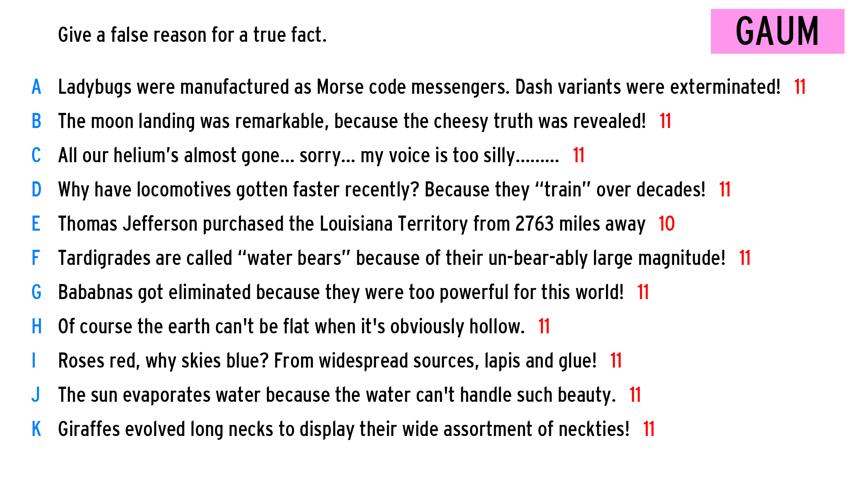 Give a false reason for a true fact.
GAUM
A Ladybugs were manufactured as Morse code messengers. Dash variants were exterminated! 11
B The moon landing was remarkable, because the cheesy truth was revealed! 11
C All our helium's almost gone... sorry... my voice is too silly......... 11
D Why have locomotives gotten faster recently? Because they “train” over decades! 11
E Thomas Jefferson purchased the Louisiana Territory from 2763 miles away 10
F Tardigrades are called “water bears” because of their un-bear-ably large magnitude! 11
G Bababnas got eliminated because they were too powerful for this world! 11
H Of course the earth can't be flat when it's obviously hollow. 11
I Roses red, why skies blue? From widespread sources, lapis and glue! 11
J The sun evaporates water because the water can't handle such beauty. 11
K Giraffes evolved long necks to display their wide assortment of neckties! 11